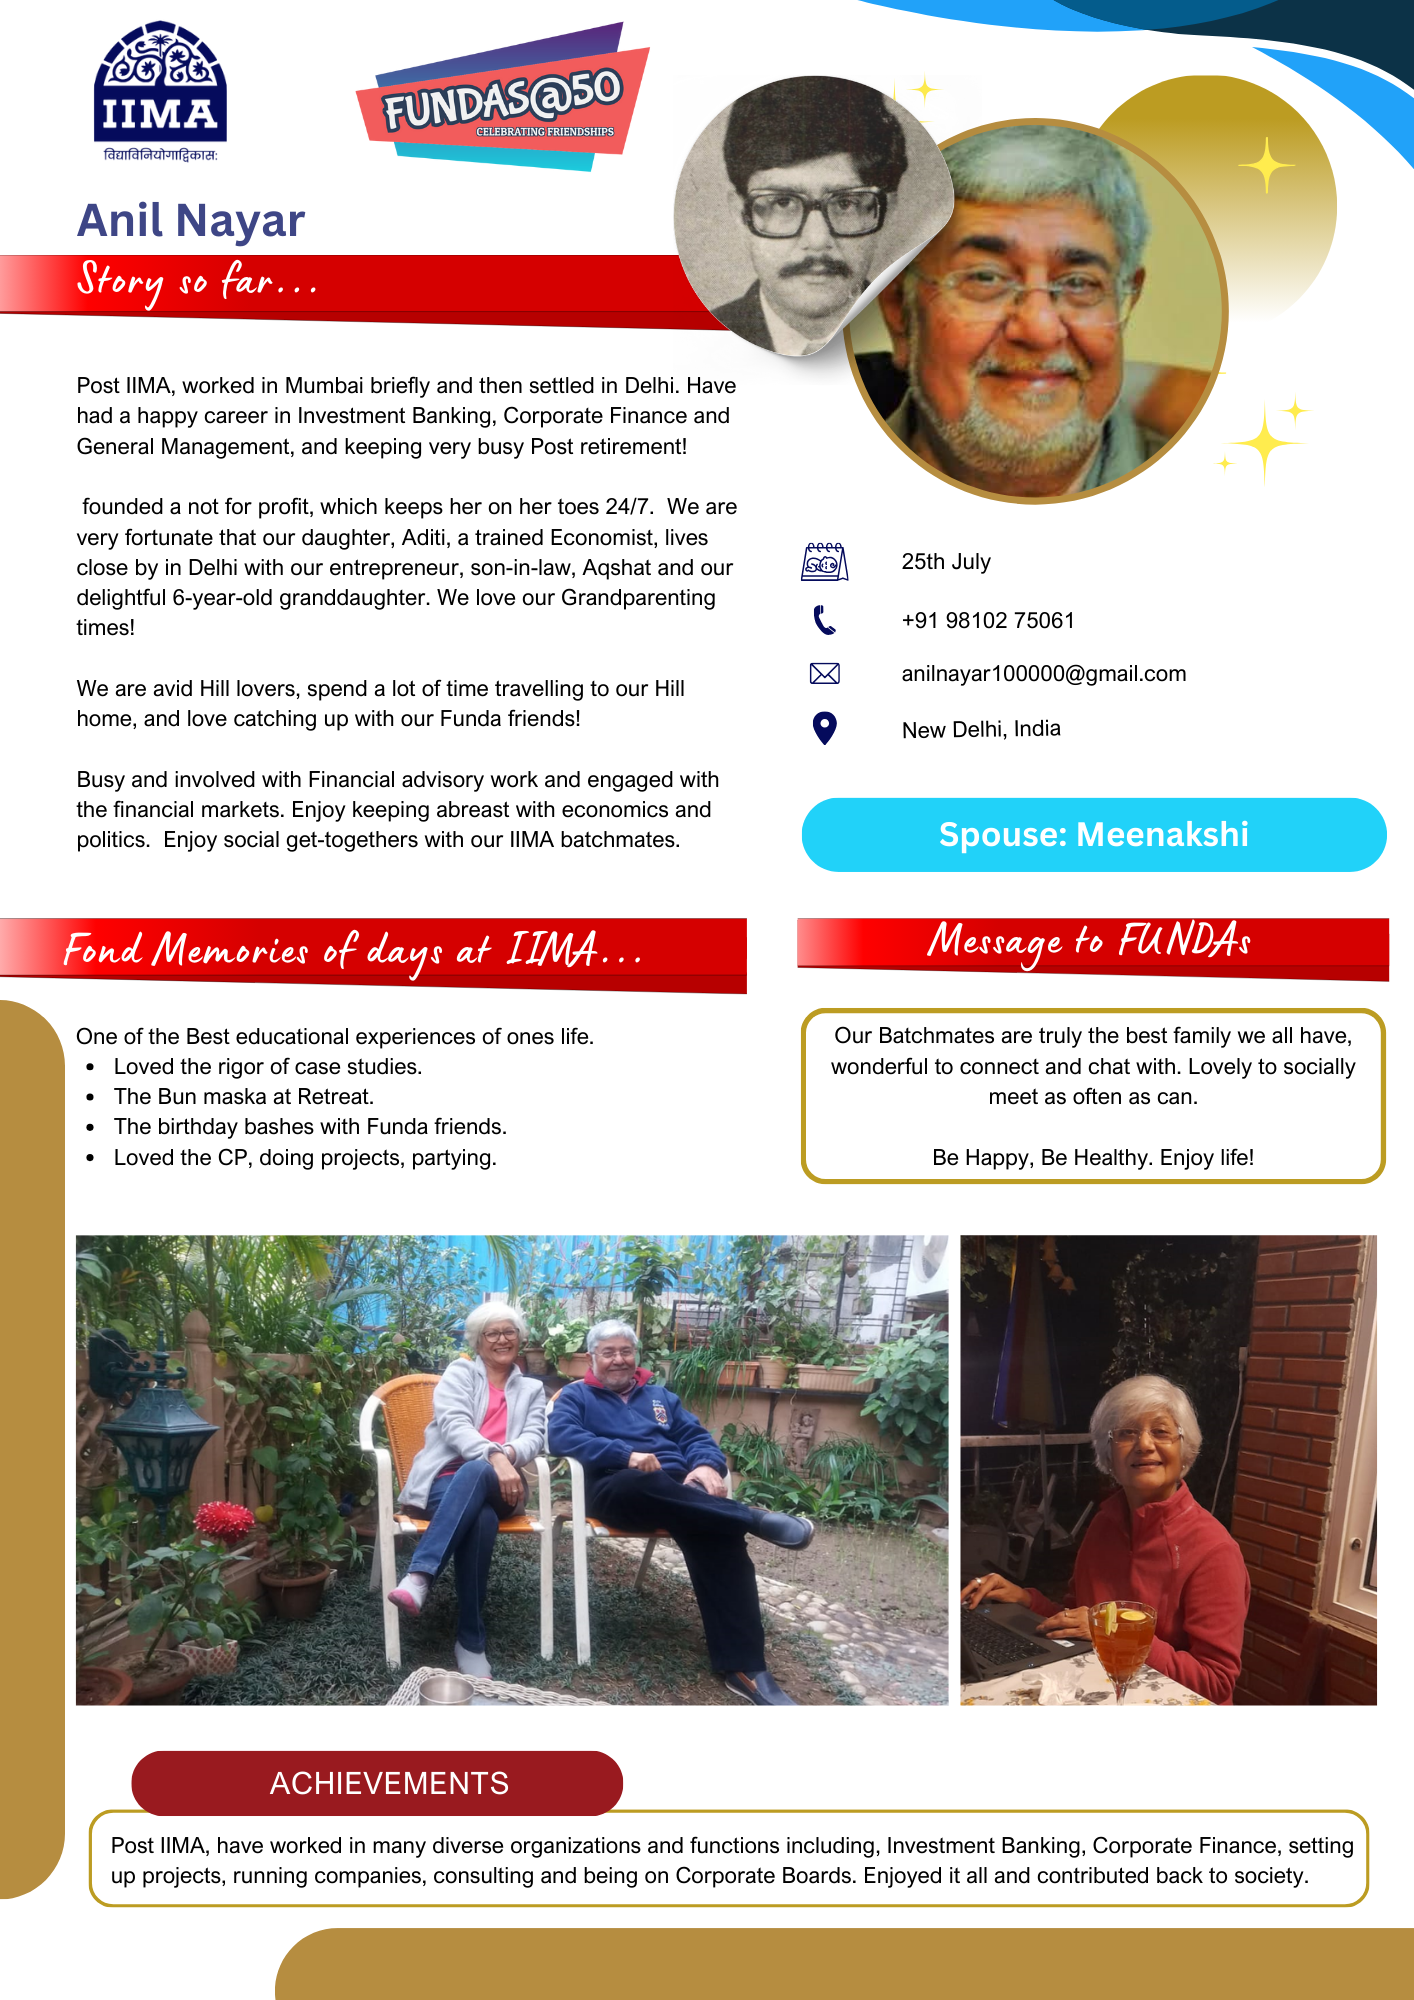 IIMA
विद्याविनियोगाद्विकास:
FUNDAS@50
CELEBRATING FRIENDSHIPS
Anil Nayar
Story so far...
Post IIMA, worked in Mumbai briefly and then settled in Delhi. Have
had a happy career in Investment Banking, Corporate Finance and
General Management, and keeping very busy Post retirement!
founded a not for profit, which keeps her on her toes 24/7.  We are
very fortunate that our daughter, Aditi, a trained Economist, lives
close by in Delhi with our entrepreneur, son-in-law, Aqshat and our
delightful 6-year-old granddaughter. We love our Grandparenting
times!
We are avid Hill lovers, spend a lot of time travelling to our Hill
home, and love catching up with our Funda friends!
Busy and involved with Financial advisory work and engaged with
the financial markets. Enjoy keeping abreast with economics and
politics.  Enjoy social get-togethers with our IIMA batchmates.
25th July
+91 98102 75061
anilnayar100000@gmail.com
New Delhi, India
Spouse: Meenakshi
Fond Memories of days at IIMA...
One of the Best educational experiences of ones life.
• Loved the rigor of case studies.
• The Bun maska at Retreat.
• The birthday bashes with Funda friends.
• Loved the CP, doing projects, partying.
Message to FUNDAs
Our Batchmates are truly the best family we all have,
wonderful to connect and chat with. Lovely to socially
meet as often as can.
Be Happy, Be Healthy. Enjoy life!
ACHIEVEMENTS
Post IIMA, have worked in many diverse organizations and functions including, Investment Banking, Corporate Finance, setting
up projects, running companies, consulting and being on Corporate Boards. Enjoyed it all and contributed back to society.